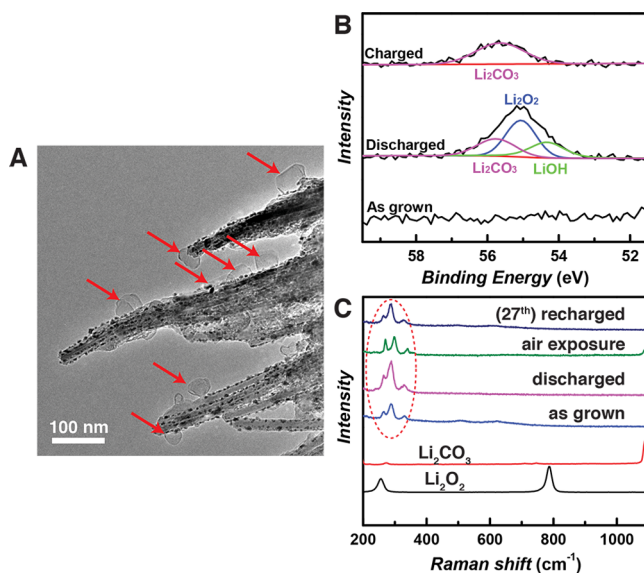 A
100 nm
B
Charged
Li₂CO₃
Li₂O₂
Discharged
Li₂CO₃
LiOH
As grown
Intensity
58 56 54 52
Binding Energy (eV)
C
(27ᵗʰ) recharged
air exposure
discharged
as grown
Li₂CO₃
Li₂O₂
Intensity
200 400 600 800 1000
Raman shift (cm⁻¹)